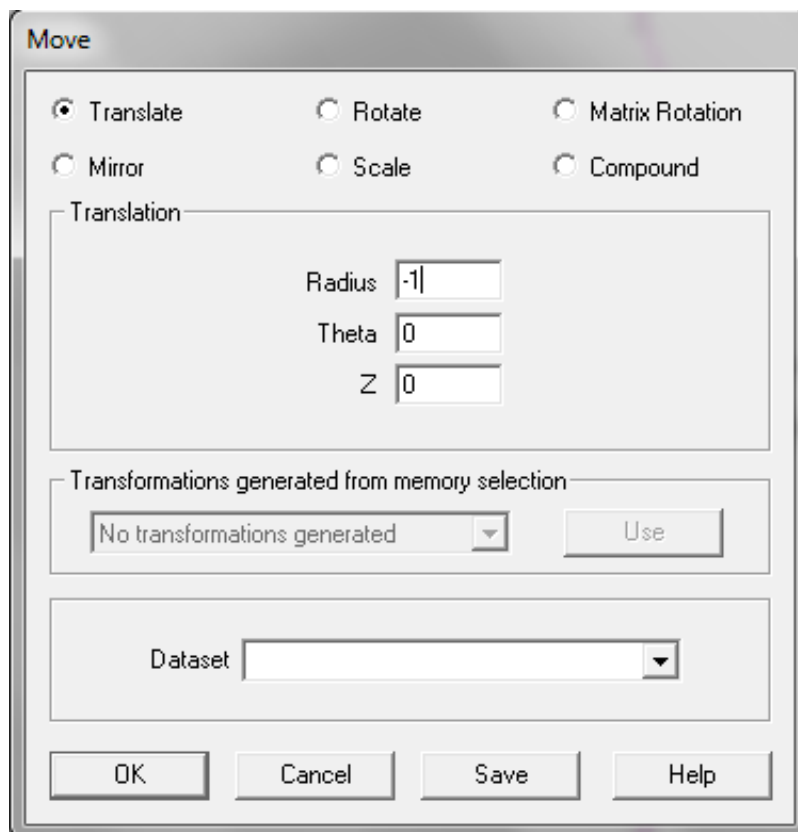 Move
Translate Rotate Matrix Rotation
Mirror Scale Compound
Translation
Radius -1
Theta 0
Z 0
Transformations generated from memory selection
No transformations generated Use
Dataset
OK Cancel Save Help